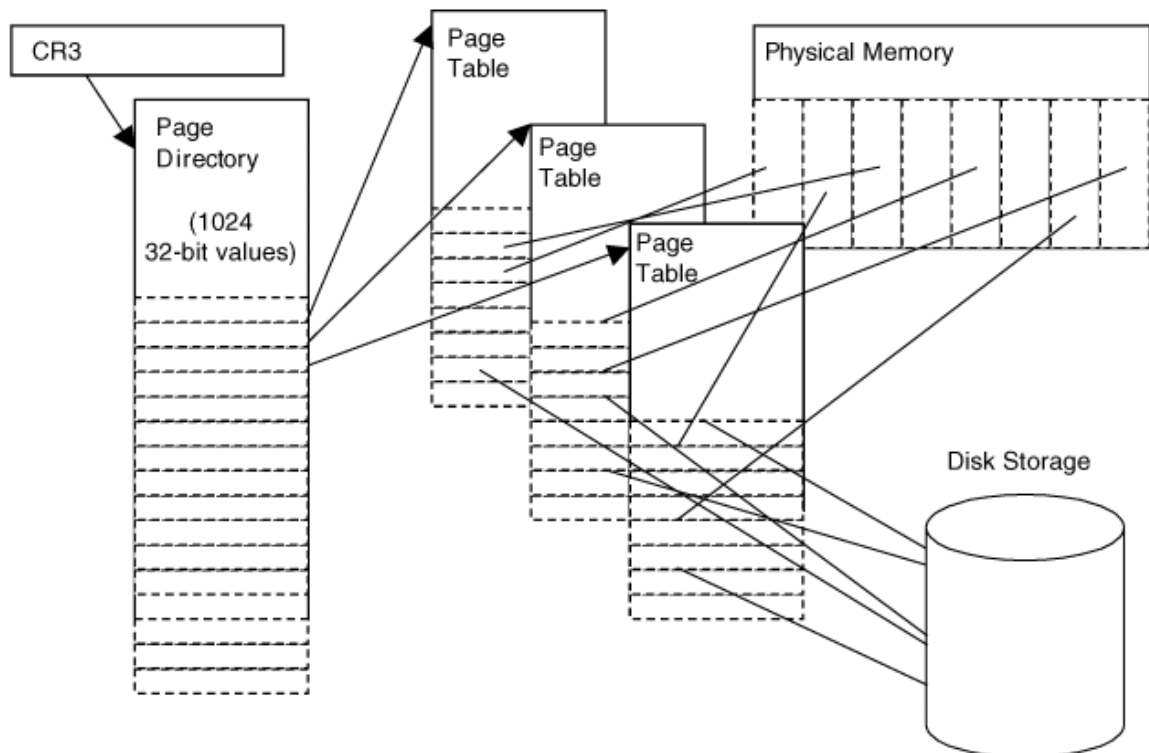 CR3
Page
Directory
(1024
32-bit values)
Page
Table
Page
Table
Page
Table
Physical Memory
Disk Storage